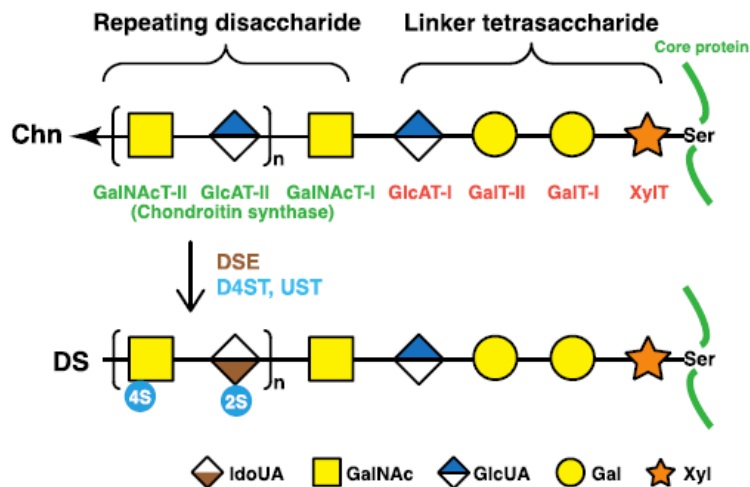 Repeating disaccharide Linker tetrasaccharide
Core protein
Chn n Ser
GalNAcT-II GlcAT-II GalNAcT-I GlcAT-I GalT-II GalT-I XylT
(Chondroitin synthase)
DSE
D4ST, UST
DS n Ser
4S 2S
IdoUA GalNAc GlcUA Gal Xyl